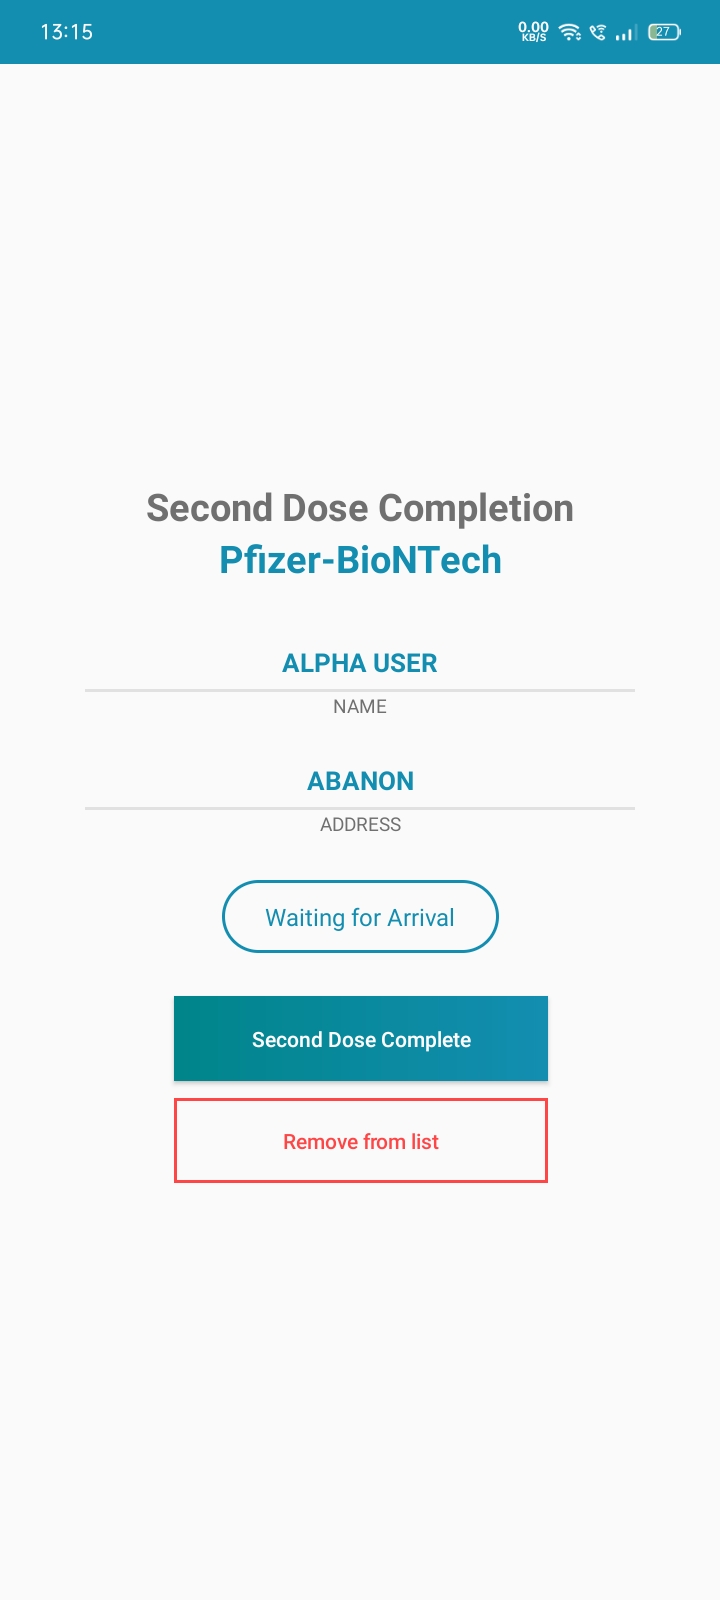 13:15
0.00
KB/S
27
Second Dose Completion
Pfizer-BioNTech
ALPHA USER
NAME
ABANON
ADDRESS
Waiting for Arrival
Second Dose Complete
Remove from list